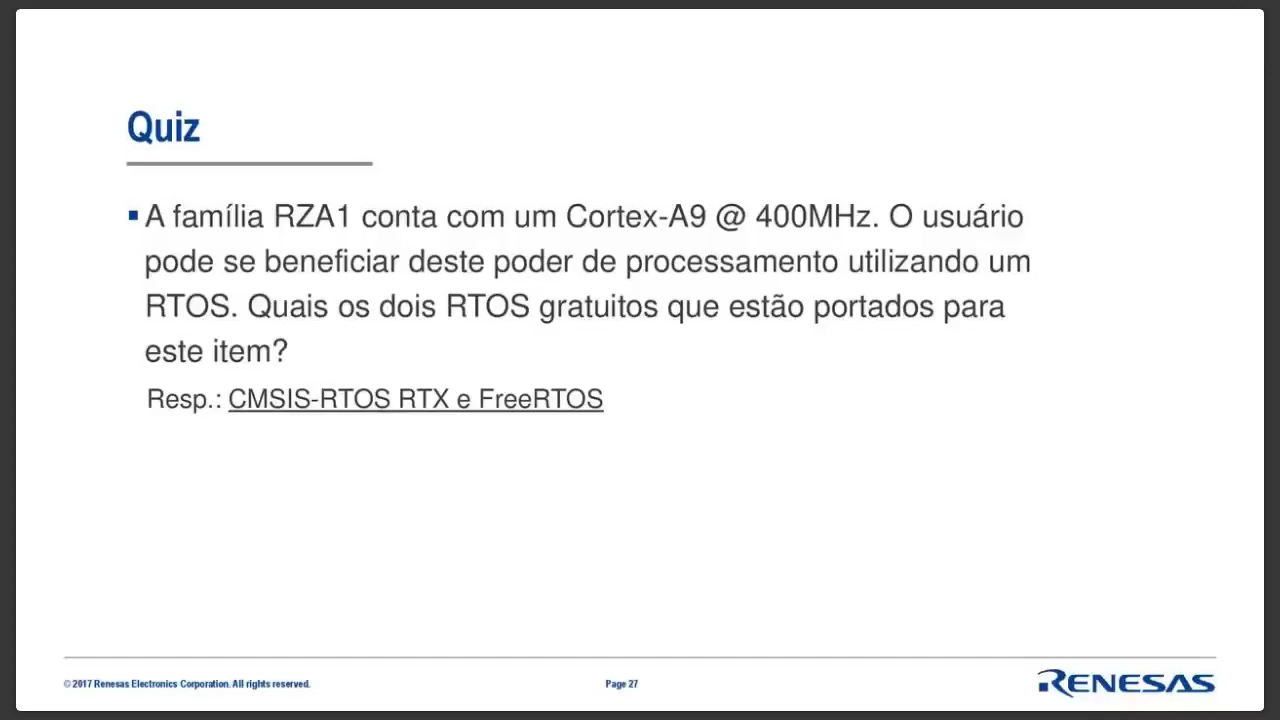 Quiz
A família RZA1 conta com um Cortex-A9 @ 400MHz. O usuário
pode se beneficiar deste poder de processamento utilizando um
RTOS. Quais os dois RTOS gratuitos que estão portados para
este item?
Resp.: CMSIS-RTOS RTX e FreeRTOS
© 2017 Renesas Electronics Corporation. All rights reserved.
Page 27
RENESAS